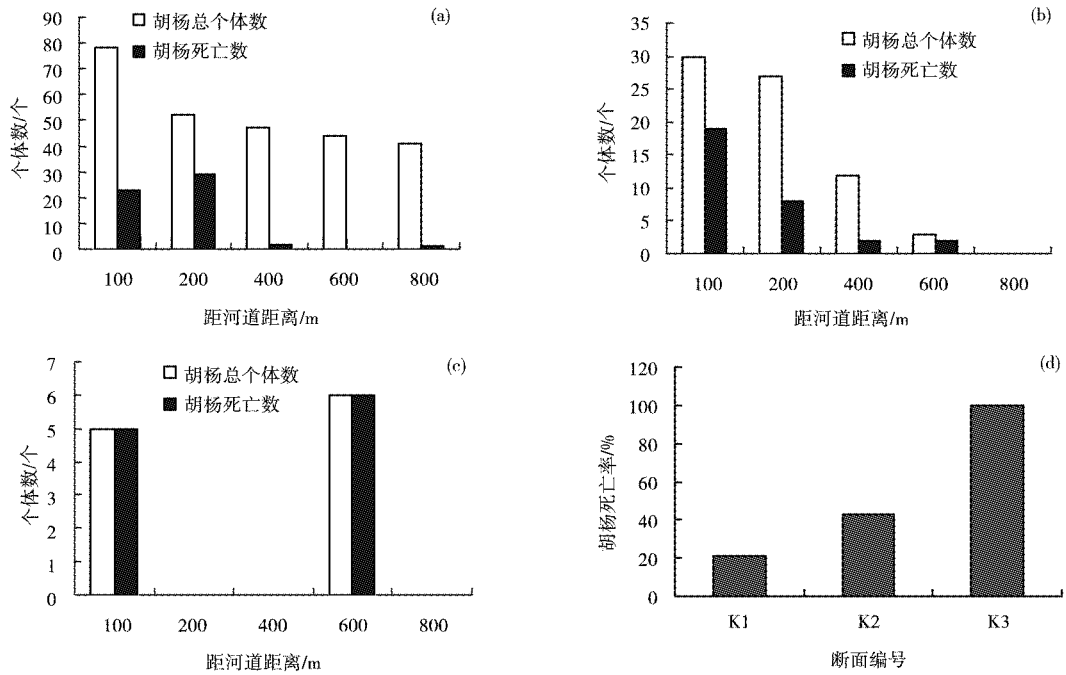 (a)
胡杨总个体数
胡杨死亡数
个体数/个
90
80
70
60
50
40
30
20
10
0
100 200 400 600 800
距河道距离/m
(b)
胡杨总个体数
胡杨死亡数
个体数/个
35
30
25
20
15
10
5
0
100 200 400 600 800
距河道距离/m
(c)
胡杨总个体数
胡杨死亡数
个体数/个
7
6
5
4
3
2
1
0
100 200 400 600 800
距河道距离/m
(d)
胡杨死亡率/%
120
100
80
60
40
20
0
K1 K2 K3
断面编号